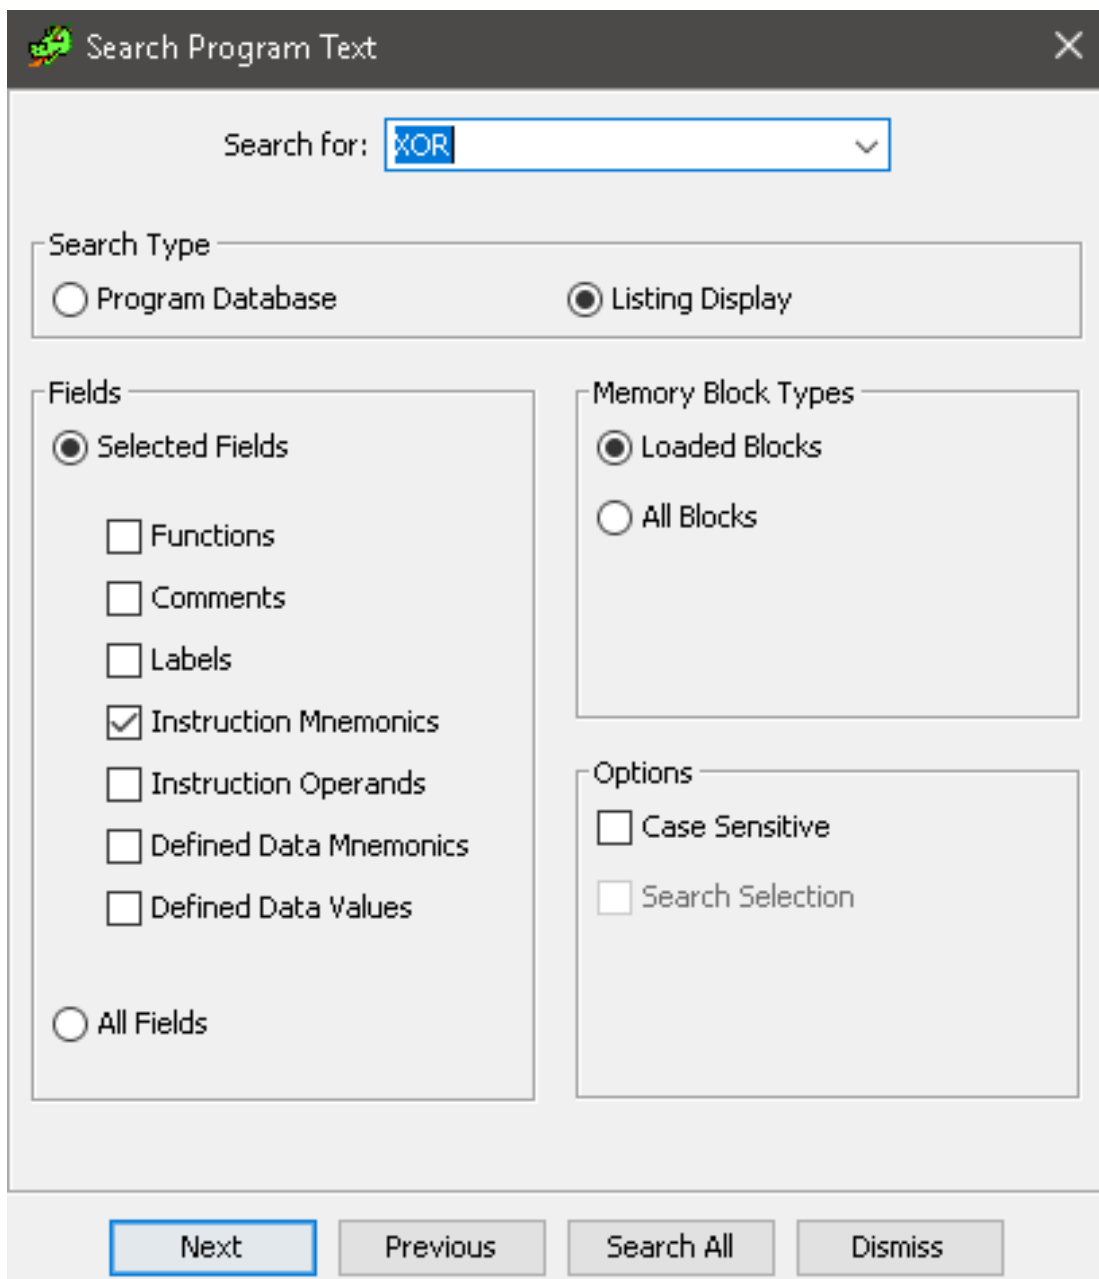 Search Program Text
Search for: XOR
Search Type
Program Database
Listing Display
Fields
Selected Fields
Functions
Comments
Labels
Instruction Mnemonics
Instruction Operands
Defined Data Mnemonics
Defined Data Values
All Fields
Memory Block Types
Loaded Blocks
All Blocks
Options
Case Sensitive
Search Selection
Next
Previous
Search All
Dismiss